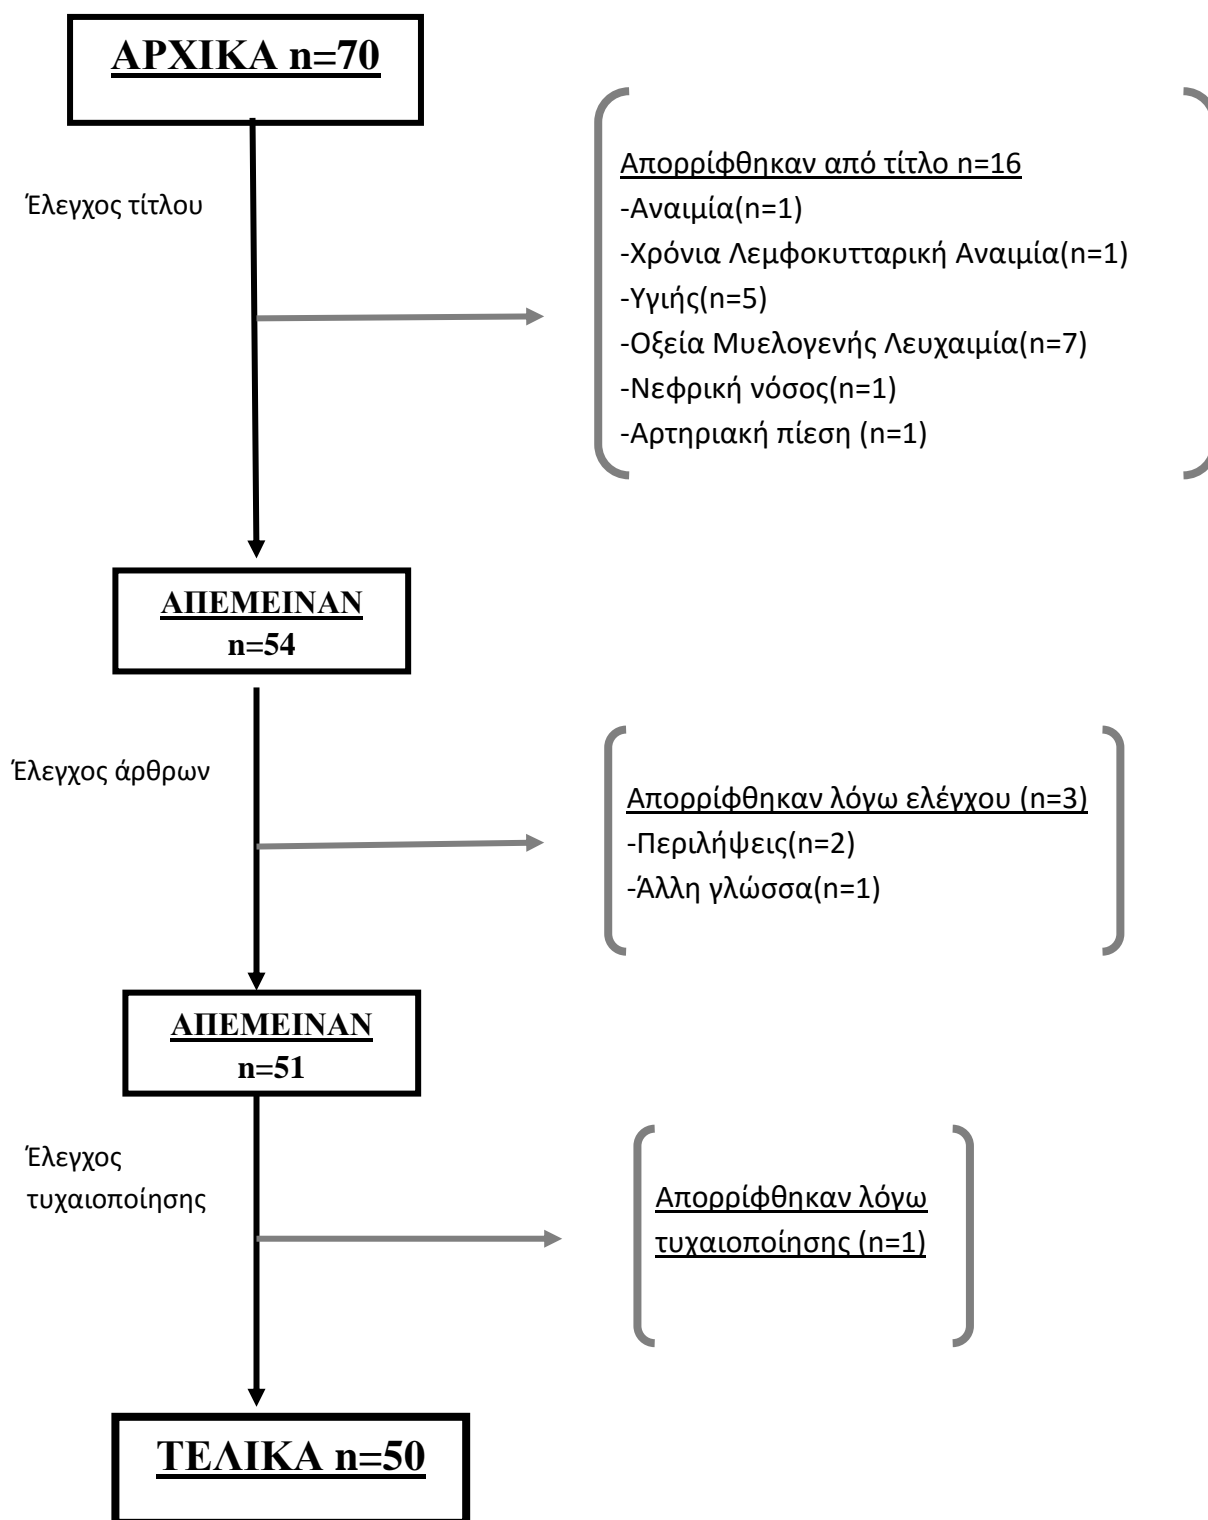 ΑΡΧΙΚΑ n=70
Έλεγχος τίτλου
Απορρίφθηκαν από τίτλο n=16
-Αναιμία(n=1)
-Χρόνια Λεμφοκυτταρική Αναιμία(n=1)
-Υγιής(n=5)
-Οξεία Μυελογενής Λευχαιμία(n=7)
-Νεφρική νόσος(n=1)
-Αρτηριακή πίεση (n=1)
ΑΠΕΜΕΙΝΑΝ
n=54
Έλεγχος άρθρων
Απορρίφθηκαν λόγω ελέγχου (n=3)
-Περιλήψεις(n=2)
-Άλλη γλώσσα(n=1)
ΑΠΕΜΕΙΝΑΝ
n=51
Έλεγχος
τυχαιοποίησης
Απορρίφθηκαν λόγω
τυχαιοποίησης (n=1)
ΤΕΛΙΚΑ n=50